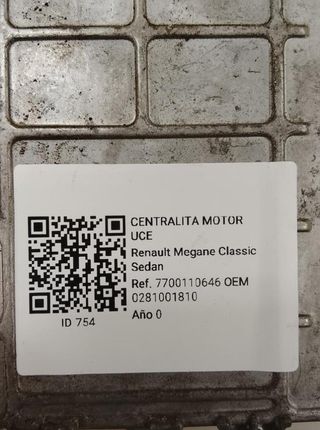 CENTRALITA MOTOR
UCE
Renault Megane Classic
Sedan
Ref. 7700110646 OEM
0281001810
Año 0
ID 754